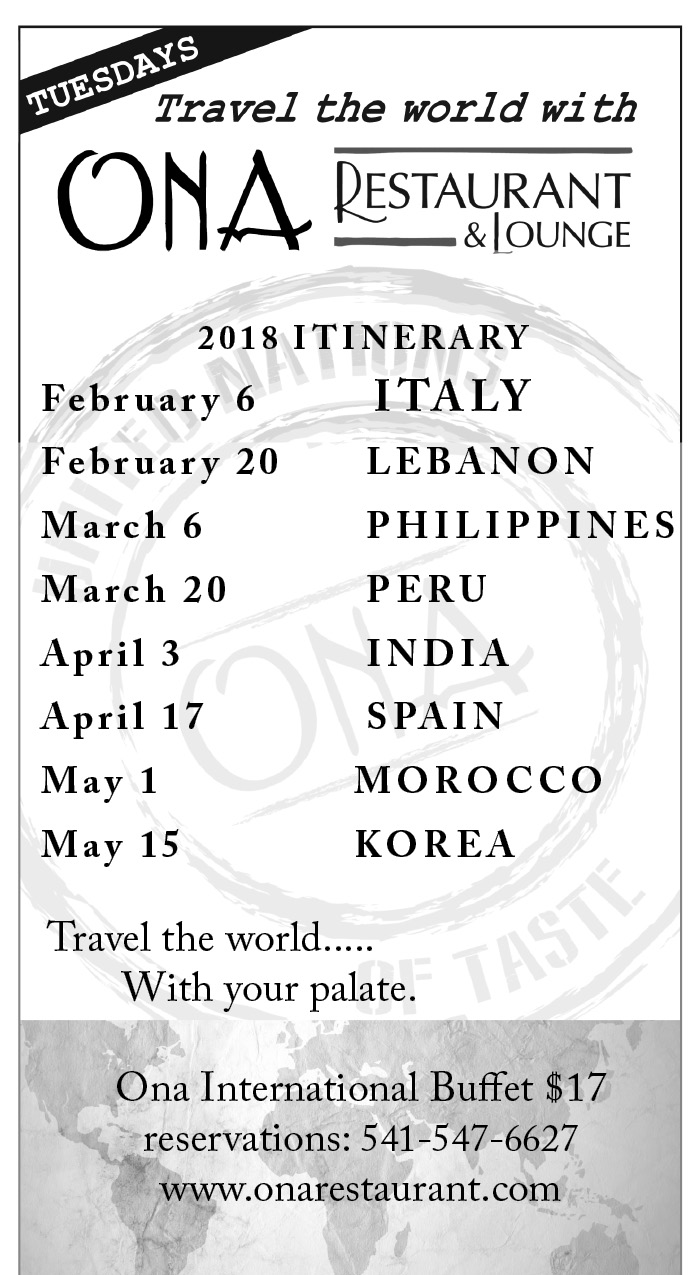 TUESDAYS
Travel the world with
ONA RESTAURANT
& LOUNGE
2018 ITINERARY
February 6 ITALY
February 20 LEBANON
March 6 PHILIPPINES
March 20 PERU
April 3 INDIA
April 17 SPAIN
May 1 MOROCCO
May 15 KOREA
UNITED NATIONS
ONA
OF TASTE
Travel the world.....
With your palate.
Ona International Buffet $17
reservations: 541-547-6627
www.onarestaurant.com